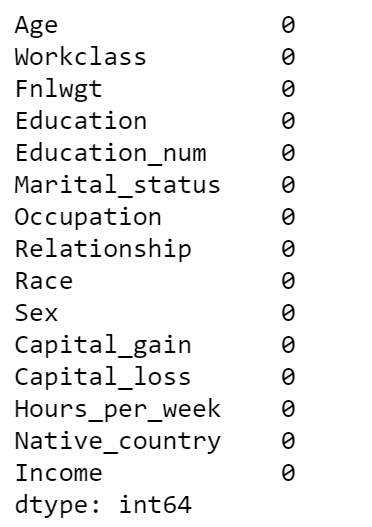 Age 0
Workclass 0
Fnlwgt 0
Education 0
Education_num 0
Marital_status 0
Occupation 0
Relationship 0
Race 0
Sex 0
Capital_gain 0
Capital_loss 0
Hours_per_week 0
Native_country 0
Income 0
dtype: int64